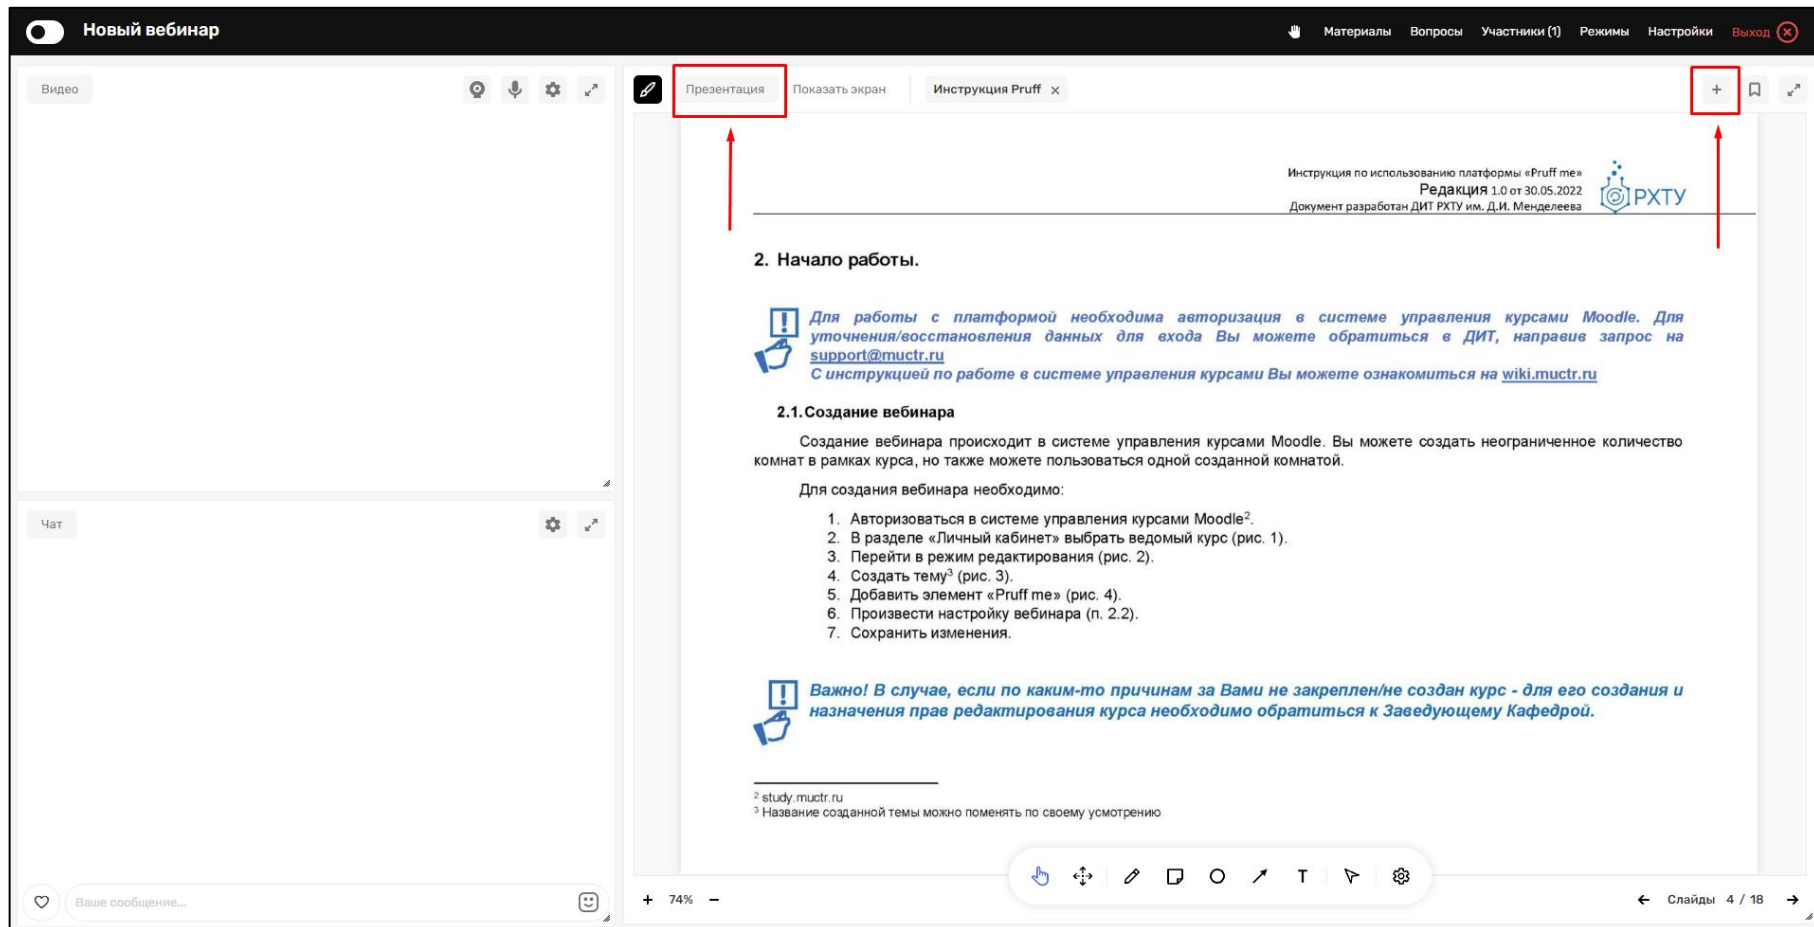 Новый вебинар
Материалы Вопросы Участники (1) Режимы Настройки Выход
Видео
Презентация Показать экран Инструкция Pruff
Инструкция по использованию платформы «Pruff me»
Редакция 1.0 от 30.05.2022
Документ разработан ДИТ РХТУ им. Д.И. Менделеева
РХТУ
2. Начало работы.
Для работы с платформой необходима авторизация в системе управления курсами Moodle. Для
уточнения/восстановления данных для входа Вы можете обратиться в ДИТ, направив запрос на
support@muctr.ru
С инструкцией по работе в системе управления курсами Вы можете ознакомиться на wiki.muctr.ru
2.1. Создание вебинара
Создание вебинара происходит в системе управления курсами Moodle. Вы можете создать неограниченное количество
комнат в рамках курса, но также можете пользоваться одной созданной комнатой.
Для создания вебинара необходимо:
1. Авторизоваться в системе управления курсами Moodle².
2. В разделе «Личный кабинет» выбрать ведомый курс (рис. 1).
3. Перейти в режим редактирования (рис. 2).
4. Создать тему³ (рис. 3).
5. Добавить элемент «Pruff me» (рис. 4).
6. Произвести настройку вебинара (п. 2.2).
7. Сохранить изменения.
Важно! В случае, если по каким-то причинам за Вами не закреплен/не создан курс - для его создания и
назначения прав редактирования курса необходимо обратиться к Заведующему Кафедрой.
² study.muctr.ru
³ Название созданной темы можно поменять по своему усмотрению
Чат
Ваше сообщение...
+ 74% −
T
Слайды 4 / 18